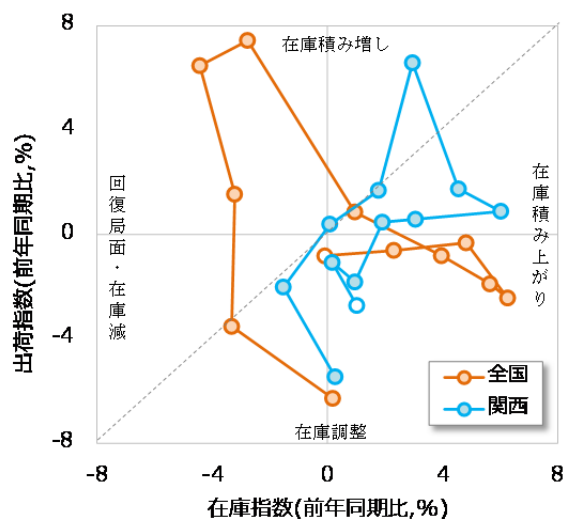 8
4
0
-4
-8
出荷指数(前年同期比,%)
在庫積み増し
回復局面・在庫減
在庫積み上がり
在庫調整
全国
関西
-8
-4
0
4
8
在庫指数(前年同期比,%)